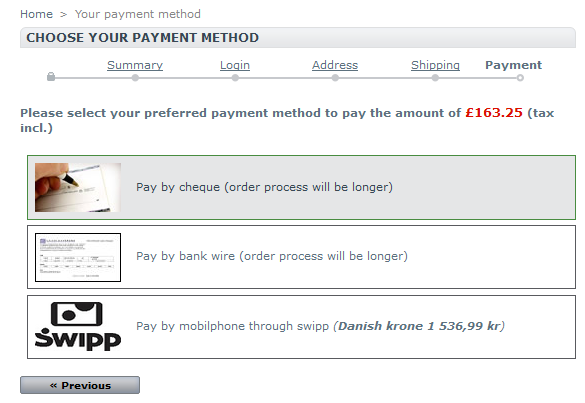 Home > Your payment method
CHOOSE YOUR PAYMENT METHOD
Summary Login Address Shipping Payment
Please select your preferred payment method to pay the amount of £163.25 (tax
incl.)
Pay by cheque (order process will be longer)
Pay by bank wire (order process will be longer)
Swipp
Pay by mobilphone through swipp (Danish krone 1 536,99 kr)
« Previous